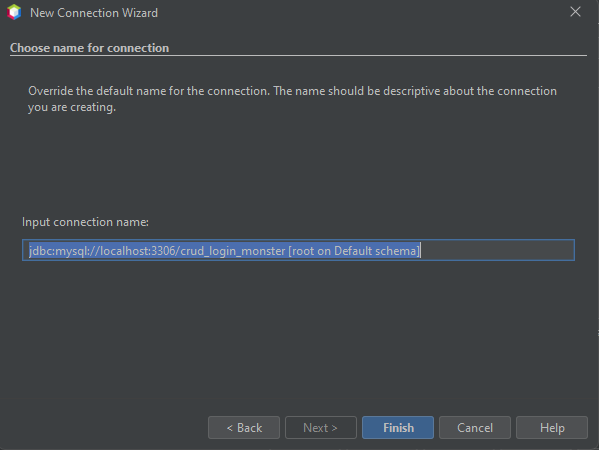 New Connection Wizard
Choose name for connection
Override the default name for the connection. The name should be descriptive about the connection
you are creating.
Input connection name:
jdbc:mysql://localhost:3306/crud_login_monster [root on Default schema]
< Back
Next >
Finish
Cancel
Help